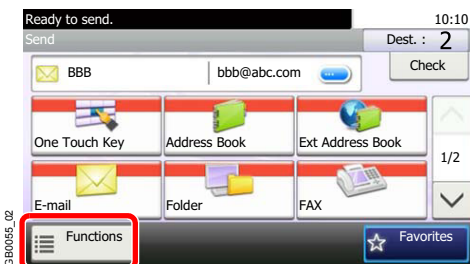 Ready to send. 10:10
Send Dest. : 2
BBB bbb@abc.com Check
One Touch Key Address Book Ext Address Book
1/2
E-mail Folder FAX
Functions Favorites
GB0055_02